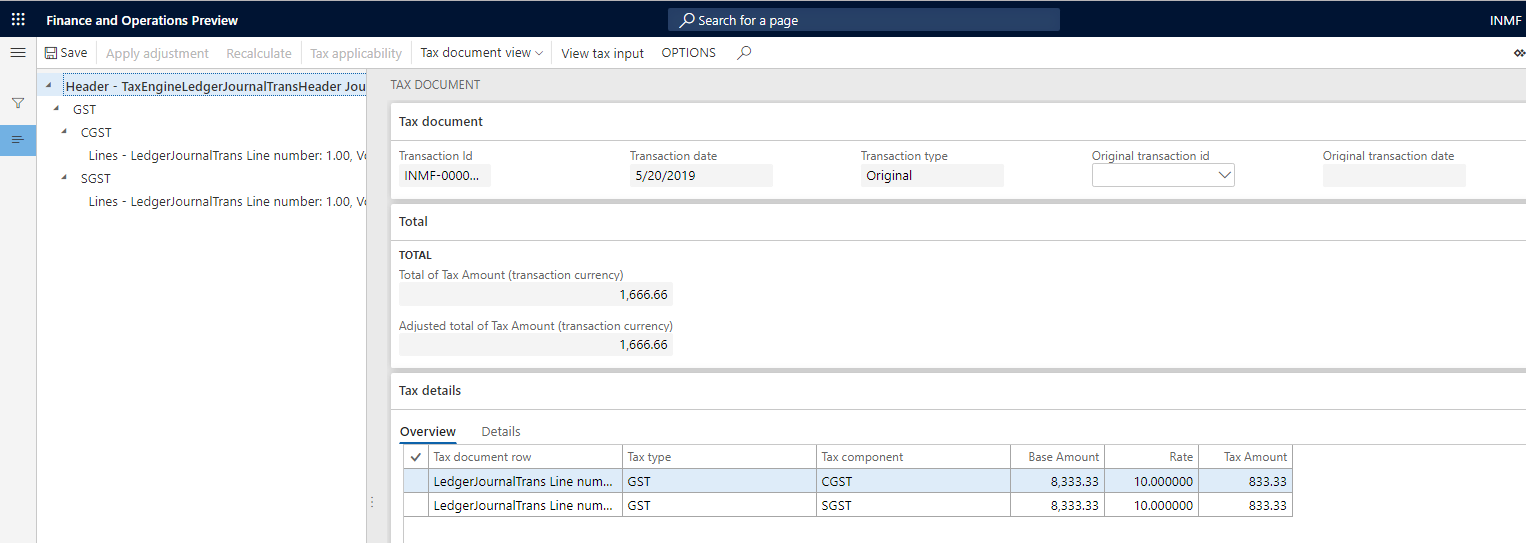 Finance and Operations Preview
Search for a page
INMF
Save Apply adjustment Recalculate Tax applicability Tax document view View tax input OPTIONS
Header - TaxEngineLedgerJournalTransHeader Jou
GST
CGST
Lines - LedgerJournalTrans Line number: 1.00, Vo
SGST
Lines - LedgerJournalTrans Line number: 1.00, Vo
TAX DOCUMENT
Tax document
Transaction Id Transaction date Transaction type Original transaction id Original transaction date
INMF-0000... 5/20/2019 Original
Total
TOTAL
Total of Tax Amount (transaction currency)
1,666.66
Adjusted total of Tax Amount (transaction currency)
1,666.66
Tax details
Overview Details
Tax document row Tax type Tax component Base Amount Rate Tax Amount
LedgerJournalTrans Line num... GST CGST 8,333.33 10.000000 833.33
LedgerJournalTrans Line num... GST SGST 8,333.33 10.000000 833.33